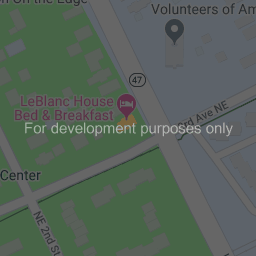 On the Edge
Volunteers of Am
47
LeBlanc House
Bed & Breakfast
3rd Ave NE
For development purposes only
Center
NE 2nd St